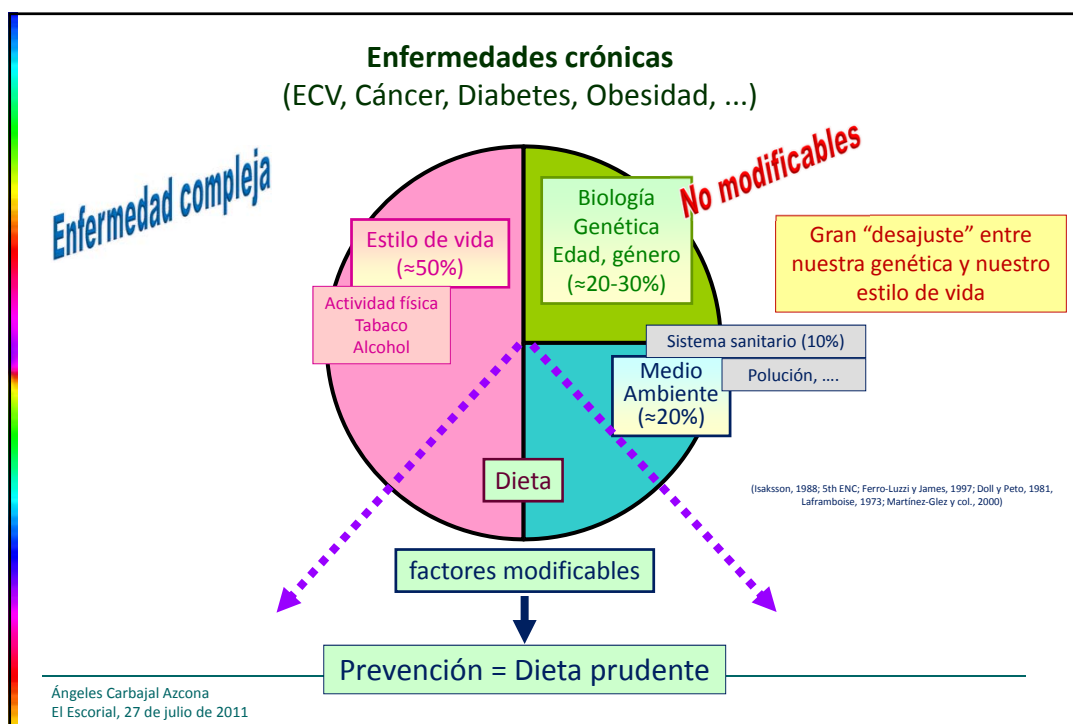 Enfermedades crónicas
(ECV, Cáncer, Diabetes, Obesidad, ...)
Enfermedad compleja
No modificables
Biología
Genética
Edad, género
(≈20-30%)
Estilo de vida
(≈50%)
Actividad física
Tabaco
Alcohol
Gran “desajuste” entre
nuestra genética y nuestro
estilo de vida
Sistema sanitario (10%)
Polución, ....
Medio
Ambiente
(≈20%)
Dieta
(Isaksson, 1988; 5th ENC; Ferro-Luzzi y James, 1997; Doll y Peto, 1981,
Laframboise, 1973; Martínez-Glez y col., 2000)
factores modificables
Prevención = Dieta prudente
Ángeles Carbajal Azcona
El Escorial, 27 de julio de 2011